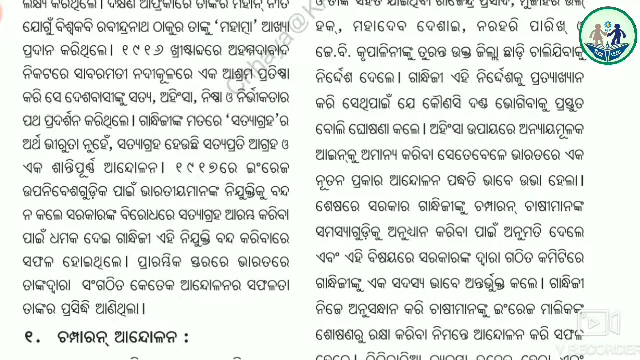 ଲକ୍ଷ୍ୟ କରିଥିଲେ। ଦକ୍ଷିଣ ଆଫ୍ରିକାରେ ତାଙ୍କର ମହାନ୍ ନୀତି
ଯୋଗୁଁ ବିଶ୍ୱକବି ରବୀନ୍ଦ୍ରନାଥ ଠାକୁର ତାଙ୍କୁ 'ମହାତ୍ମା' ଆଖ୍ୟା
ପ୍ରଦାନ କରିଥିଲେ। ୧୯୧୬ ଖ୍ରୀଷ୍ଟାବ୍ଦରେ ଅହମ୍ମଦାବାଦ
ନିକଟରେ ସାବରମତୀ ନଦୀକୂଳରେ ଏକ ଆଶ୍ରମ ପ୍ରତିଷ୍ଠା
କରି ସେ ଦେଶବାସୀଙ୍କୁ ସତ୍ୟ, ଅହିଂସା, ନିଷ୍ଠା ଓ ନିର୍ଭୀକତାର
ପଥ ପ୍ରଦର୍ଶନ କରିଥିଲେ। ଗାନ୍ଧିଜୀଙ୍କ ମତରେ 'ସତ୍ୟାଗ୍ରହ'ର
ଅର୍ଥ ଭୀରୁତା ନୁହେଁ, ସତ୍ୟାଗ୍ରହ ହେଉଛି ସତ୍ୟପ୍ରତି ଆଗ୍ରହ ଓ
ଏକ ଶାନ୍ତିପୂର୍ଣ୍ଣ ଆନ୍ଦୋଳନ। ୧୯୧୭ରେ ଇଂରେଜ
ଉପନିବେଶଗୁଡ଼ିକ ପାଇଁ ଭାରତୀୟମାନଙ୍କ ନିଯୁକ୍ତିକୁ ବନ୍ଦ
ନ କଲେ ସରକାରଙ୍କ ବିରୋଧରେ ସତ୍ୟାଗ୍ରହ ଆରମ୍ଭ କରିବା
ପାଇଁ ଧମକ ଦେଇ ଗାନ୍ଧିଜୀ ଏହି ନିଯୁକ୍ତି ବନ୍ଦ କରିବାରେ
ସଫଳ ହୋଇଥିଲେ। ପ୍ରାରମ୍ଭିକ ସ୍ତରରେ ଭାରତରେ
ତାଙ୍କଦ୍ୱାରା ସଂଗଠିତ କେତେକ ଆନ୍ଦୋଳନର ସଫଳତା
ତାଙ୍କର ପ୍ରସିଦ୍ଧି ଆଣିଥିଲା।
୧. ଚମ୍ପାରନ୍ ଆନ୍ଦୋଳନ :
ଓ ତାଙ୍କ ସହିତ ଯାଇଥିବା ରାଜେନ୍ଦ୍ର ପ୍ରସାଦ, ମୁଜାହର ଉଲ୍
ହକ୍, ମହାଦେବ ଦେଶାଇ, ନରହରି ପାରିଖ୍ ଓ
ଜେ.ବି. କୃପାଳିନୀଙ୍କୁ ତୁରନ୍ତ ଉକ୍ତ ଜିଲ୍ଲା ଛାଡ଼ି ଚାଲିଯିବାକୁ
ନିର୍ଦ୍ଦେଶ ଦେଲେ। ଗାନ୍ଧିଜୀ ଏହି ନିର୍ଦ୍ଦେଶକୁ ପ୍ରତ୍ୟାଖ୍ୟାନ
କରି ସେଥିପାଇଁ ଯେ କୌଣସି ଦଣ୍ଡ ଭୋଗିବାକୁ ପ୍ରସ୍ତୁତ
ବୋଲି ଘୋଷଣା କଲେ। ଅହିଂସା ଉପାୟରେ ଅନ୍ୟାୟମୂଳକ
ଆଇନ୍‌କୁ ଅମାନ୍ୟ କରିବା ସେତେବେଳେ ଭାରତରେ ଏକ
ନୂତନ ପ୍ରକାର ଆନ୍ଦୋଳନ ପଦ୍ଧତି ଭାବେ ଉଭା ହେଲା।
ଶେଷରେ ସରକାର ଗାନ୍ଧିଜୀଙ୍କୁ ଚମ୍ପାରନ୍ ଚାଷୀମାନଙ୍କ
ସମସ୍ୟାଗୁଡ଼ିକୁ ଅନୁଧ୍ୟାନ କରିବା ପାଇଁ ଅନୁମତି ଦେଲେ
ଏବଂ ଏହି ବିଷୟରେ ସରକାରଙ୍କ ଦ୍ୱାରା ଗଠିତ କମିଟିରେ
ଗାନ୍ଧିଜୀଙ୍କୁ ଏକ ସଦସ୍ୟ ଭାବେ ଅନ୍ତର୍ଭୁକ୍ତ କଲେ। ଗାନ୍ଧିଜୀ
ନିଜେ ଅନୁସନ୍ଧାନ କରି ଚାଷୀମାନଙ୍କୁ ଇଂରେଜ ମାଲିକଙ୍କ
ଶୋଷଣରୁ ରକ୍ଷା କରିବା ନିମନ୍ତେ ଆନ୍ଦୋଳନ କରି ସଫଳ